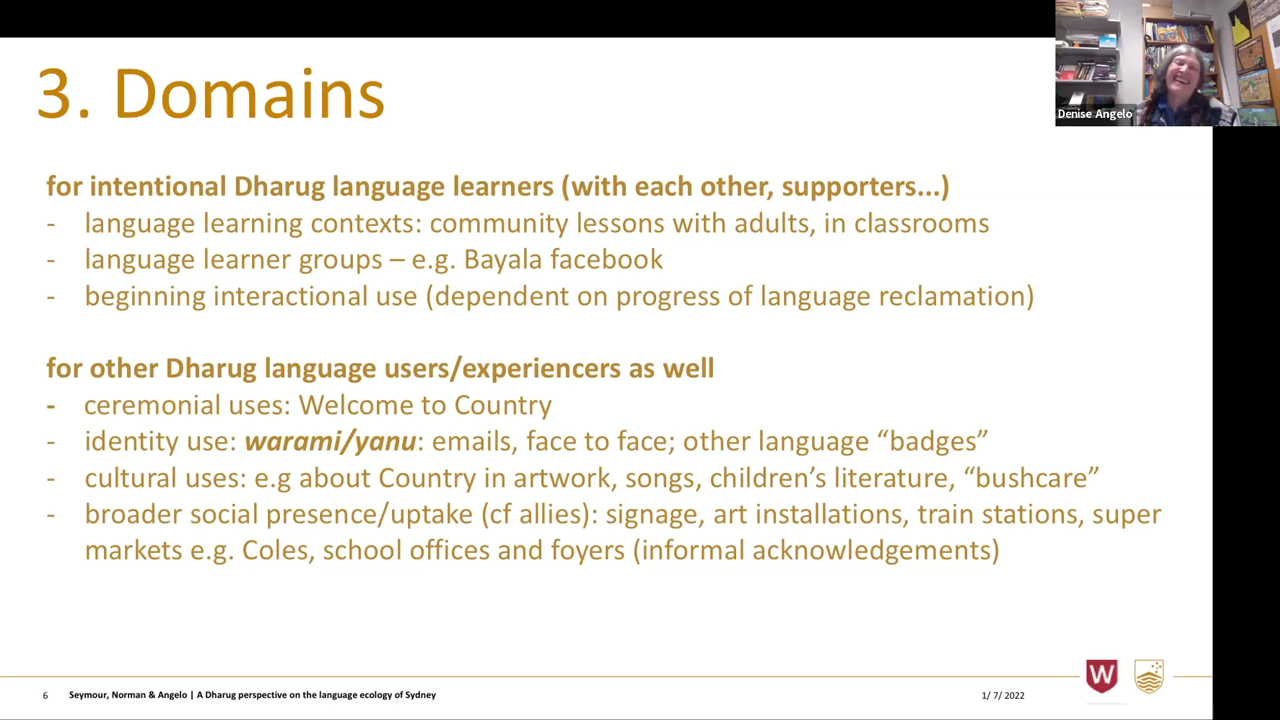 Denise Angelo
3. Domains
for intentional Dharug language learners (with each other, supporters...)
- language learning contexts: community lessons with adults, in classrooms
- language learner groups – e.g. Bayala facebook
- beginning interactional use (dependent on progress of language reclamation)
for other Dharug language users/experiencers as well
- ceremonial uses: Welcome to Country
- identity use: warami/yanu: emails, face to face; other language “badges”
- cultural uses: e.g about Country in artwork, songs, children’s literature, “bushcare”
- broader social presence/uptake (cf allies): signage, art installations, train stations, super
markets e.g. Coles, school offices and foyers (informal acknowledgements)
6 Seymour, Norman & Angelo | A Dharug perspective on the language ecology of Sydney 1/ 7/ 2022
W